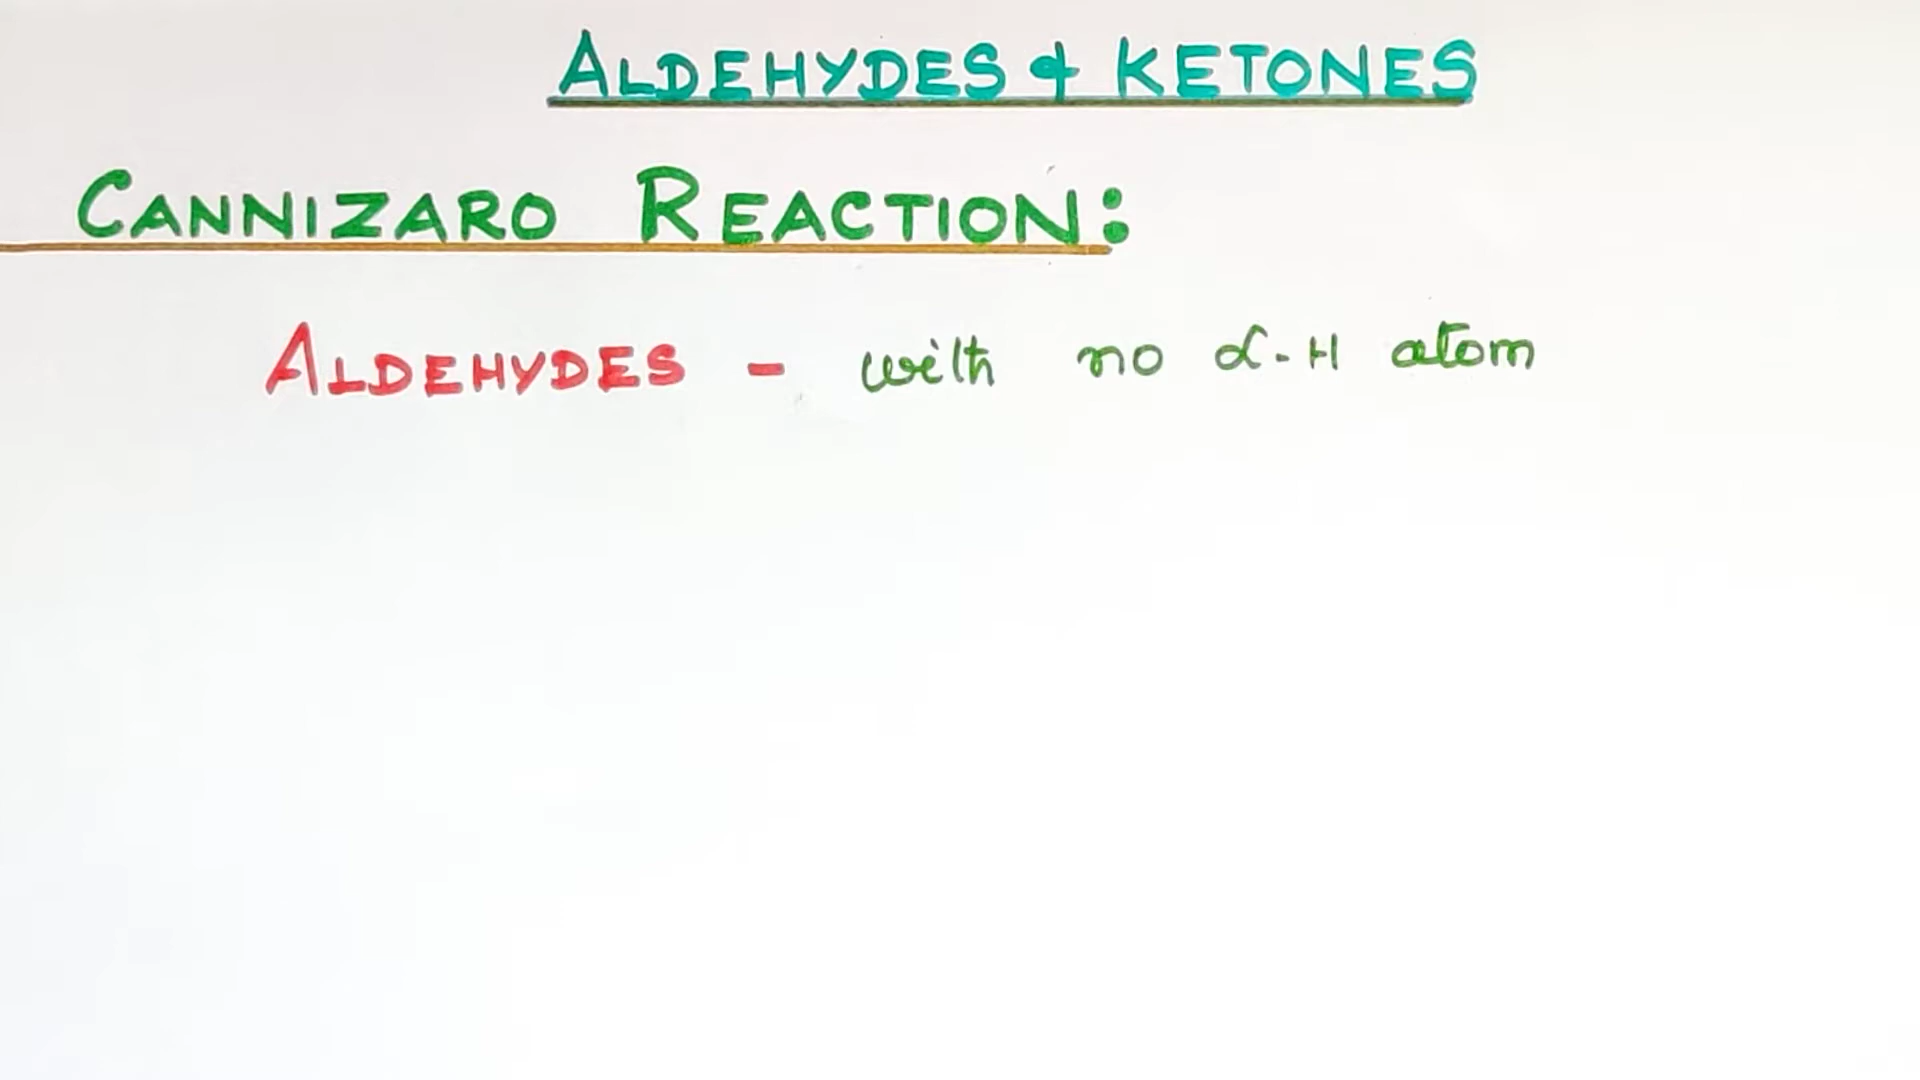 ALDEHYDES & KETONES
CANNIZARO REACTION:
ALDEHYDES - with no α-H atom